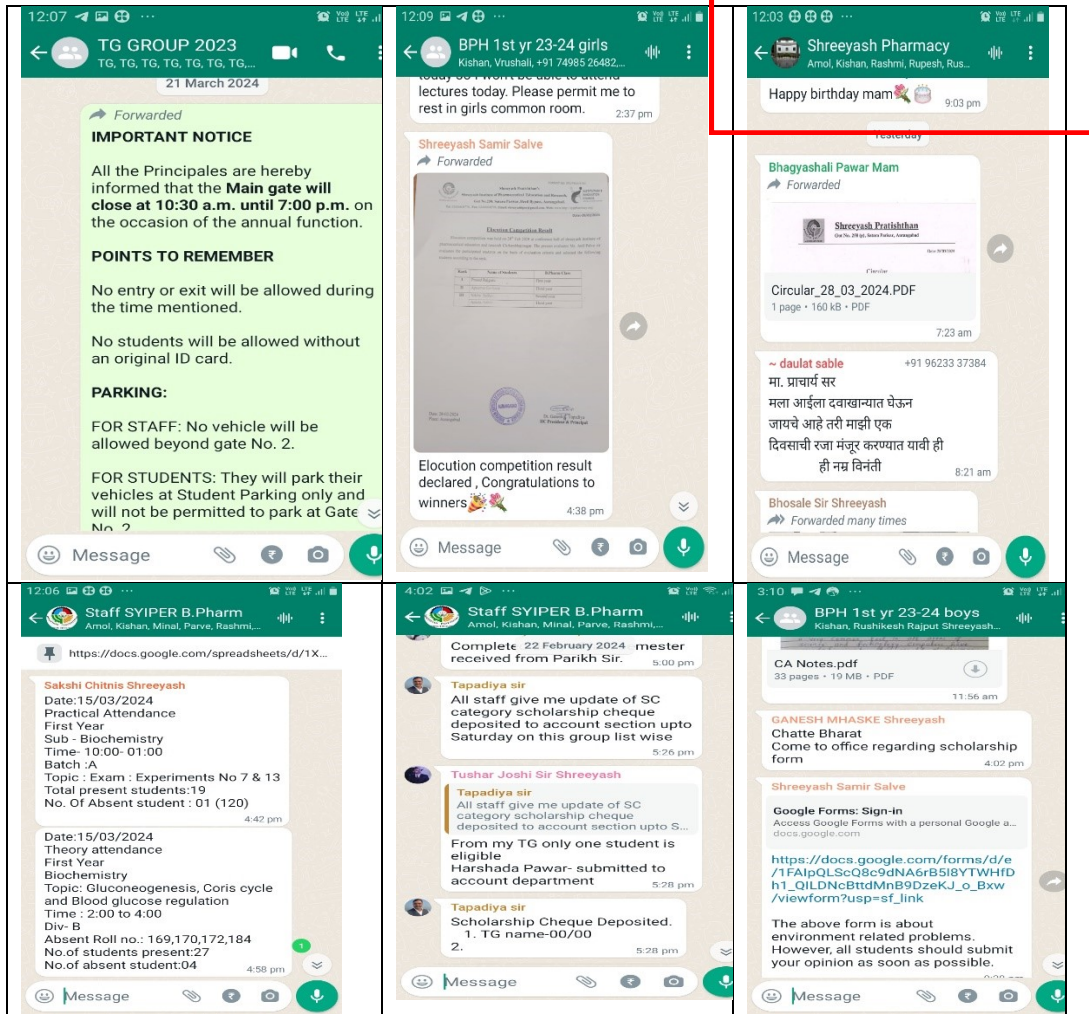 12:07
TG GROUP 2023
TG, TG, TG, TG, TG, TG, TG,...
21 March 2024
Forwarded
IMPORTANT NOTICE
All the Principales are hereby
informed that the Main gate will
close at 10:30 a.m. until 7:00 p.m. on
the occasion of the annual function.
POINTS TO REMEMBER
No entry or exit will be allowed during
the time mentioned.
No students will be allowed without
an original ID card.
PARKING:
FOR STAFF: No vehicle will be
allowed beyond gate No. 2.
FOR STUDENTS: They will park their
vehicles at Student Parking only and
will not be permitted to park at Gate
No. 2
Message
12:09
BPH 1st yr 23-24 girls
Kishan, Vrushali, +91 74985 26482,...
today so I won't be able to attend
lectures today. Please permit me to
rest in girls common room.
2:37 pm
Shreeyash Samir Salve
Forwarded
Elocution Competition Result
Elocution competition result
declared , Congratulations to
winners🎉💐
4:38 pm
Message
12:03
Shreeyash Pharmacy
Amol, Kishan, Rashmi, Rupesh, Rus...
Happy birthday mam💐🎂
9:03 pm
Yesterday
Bhagyashali Pawar Mam
Forwarded
Shreeyash Pratishthan
Circular
Circular_28_03_2024.PDF
1 page • 160 kB • PDF
7:23 am
~ daulat sable +91 96233 37384
मा. प्राचार्य सर
मला आईला दवाखान्यात घेऊन
जायचे आहे तरी माझी एक
दिवसाची रजा मंजूर करण्यात यावी ही
ही नम्र विनंती
8:21 am
Bhosale Sir Shreeyash
Forwarded many times
Message
12:06
Staff SYIPER B.Pharm
Amol, Kishan, Minal, Parve, Rashmi,...
https://docs.google.com/spreadsheets/d/1X...
Sakshi Chitnis Shreeyash
Date:15/03/2024
Practical Attendance
First Year
Sub - Biochemistry
Time- 10:00- 01:00
Batch :A
Topic : Exam : Experiments No 7 & 13
Total present students:19
No. Of Absent student : 01 (120)
4:42 pm
Date:15/03/2024
Theory attendance
First Year
Biochemistry
Topic: Gluconeogenesis, Coris cycle
and Blood glucose regulation
Time : 2:00 to 4:00
Div- B
Absent Roll no.: 169,170,172,184
No.of students present:27
No.of absent student:04
4:58 pm
1
Message
4:02
Staff SYIPER B.Pharm
Amol, Kishan, Minal, Parve, Rashmi,...
22 February 2024
Complete mester
received from Parikh Sir.
5:00 pm
Tapadiya sir
All staff give me update of SC
category scholarship cheque
deposited to account section upto
Saturday on this group list wise
5:26 pm
Tushar Joshi Sir Shreeyash
Tapadiya sir
All staff give me update of SC
category scholarship cheque
deposited to account section upto S...
From my TG only one student is
eligible
Harshada Pawar- submitted to
account department
5:28 pm
Tapadiya sir
Scholarship Cheque Deposited.
1. TG name-00/00
2.
5:28 pm
Message
3:10
BPH 1st yr 23-24 boys
Kishan, Rushikesh Rajput Shreeyash...
CA Notes.pdf
33 pages • 19 MB • PDF
11:56 am
GANESH MHASKE Shreeyash
Chatte Bharat
Come to office regarding scholarship
form
4:02 pm
Shreeyash Samir Salve
Google Forms: Sign-in
Access Google Forms with a personal Google a...
docs.google.com
https://docs.google.com/forms/d/e
/1FAIpQLScQ8c9dNA6rB5I8YTWHfD
h1_QILDNcBttdMnB9DzeKJ_o_Bxw
/viewform?usp=sf_link
The above form is about
environment related problems.
However, all students should submit
your opinion as soon as possible.
Message